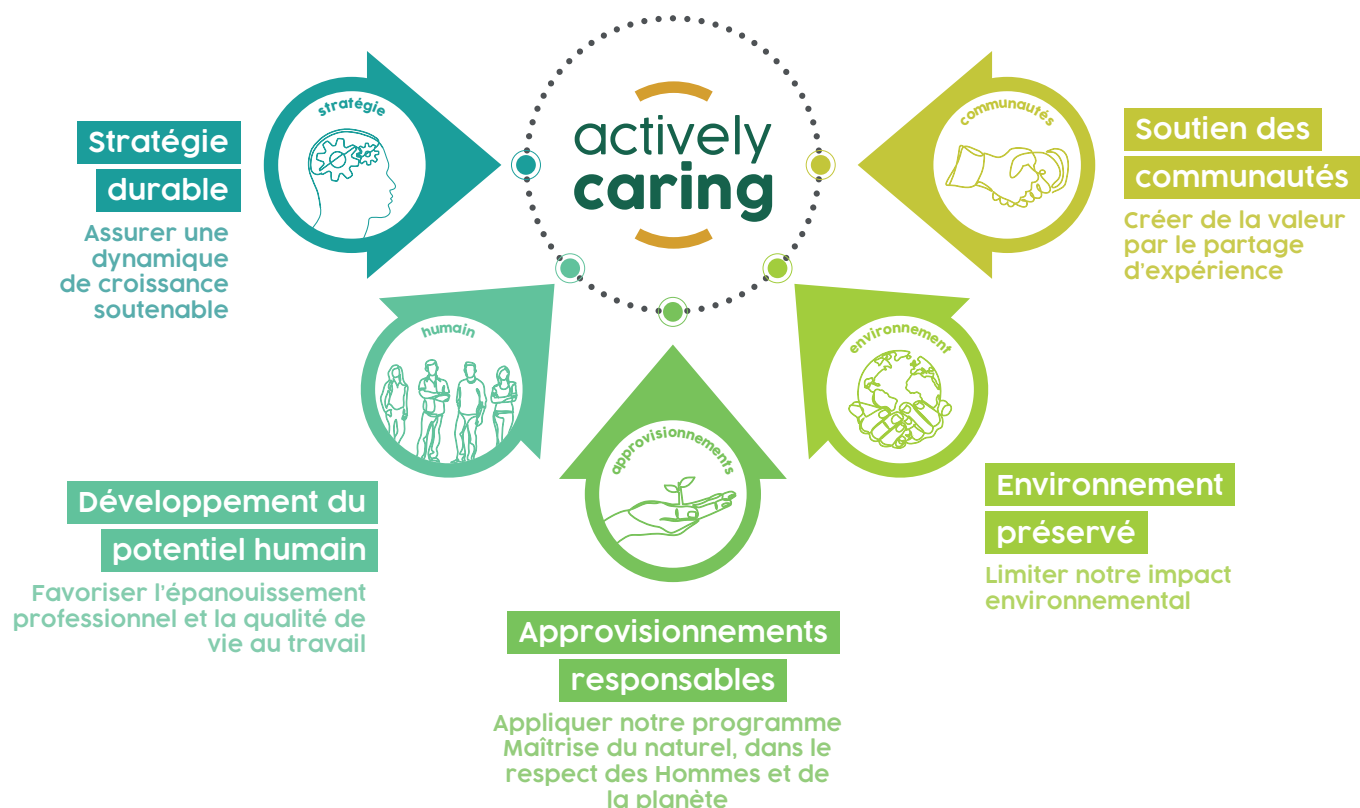 actively
caring
stratégie
Stratégie
durable
Assurer une
dynamique
de croissance
soutenable
humain
Développement du
potentiel humain
Favoriser l'épanouissement
professionnel et la qualité de
vie au travail
approvisionnements
Approvisionnements
responsables
Appliquer notre programme
Maîtrise du naturel, dans le
respect des Hommes et de
la planète
environnement
Environnement
préservé
Limiter notre impact
environnemental
communautés
Soutien des
communautés
Créer de la valeur
par le partage
d'expérience